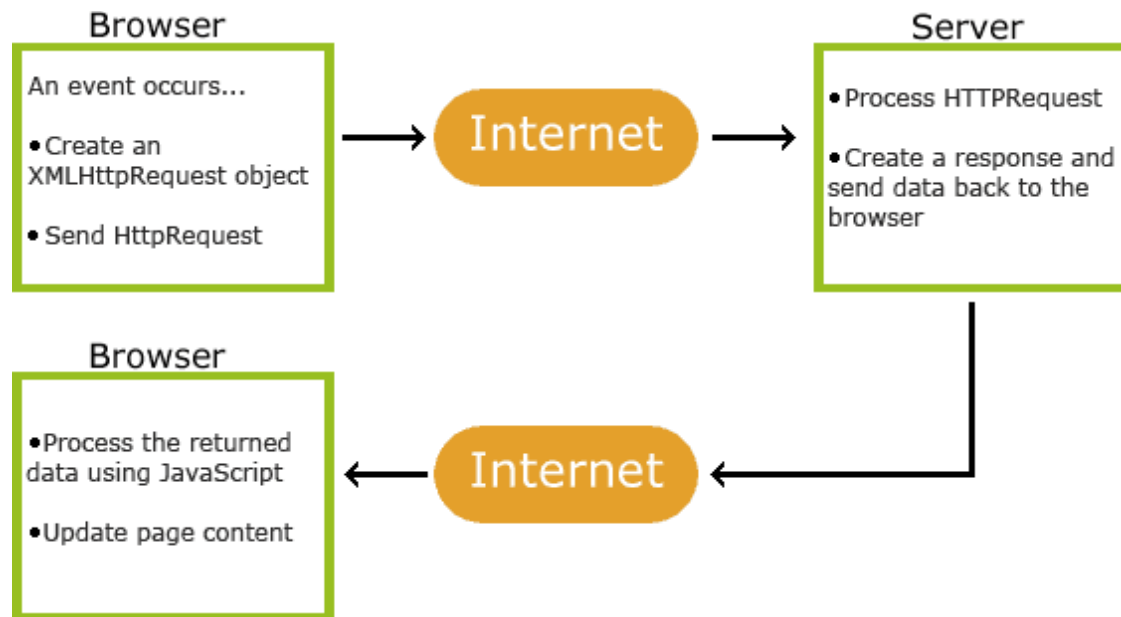 Browser
An event occurs...
•Create an
XMLHttpRequest object
•Send HttpRequest
Internet
Server
•Process HTTPRequest
•Create a response and
send data back to the
browser
Browser
•Process the returned
data using JavaScript
•Update page content
Internet